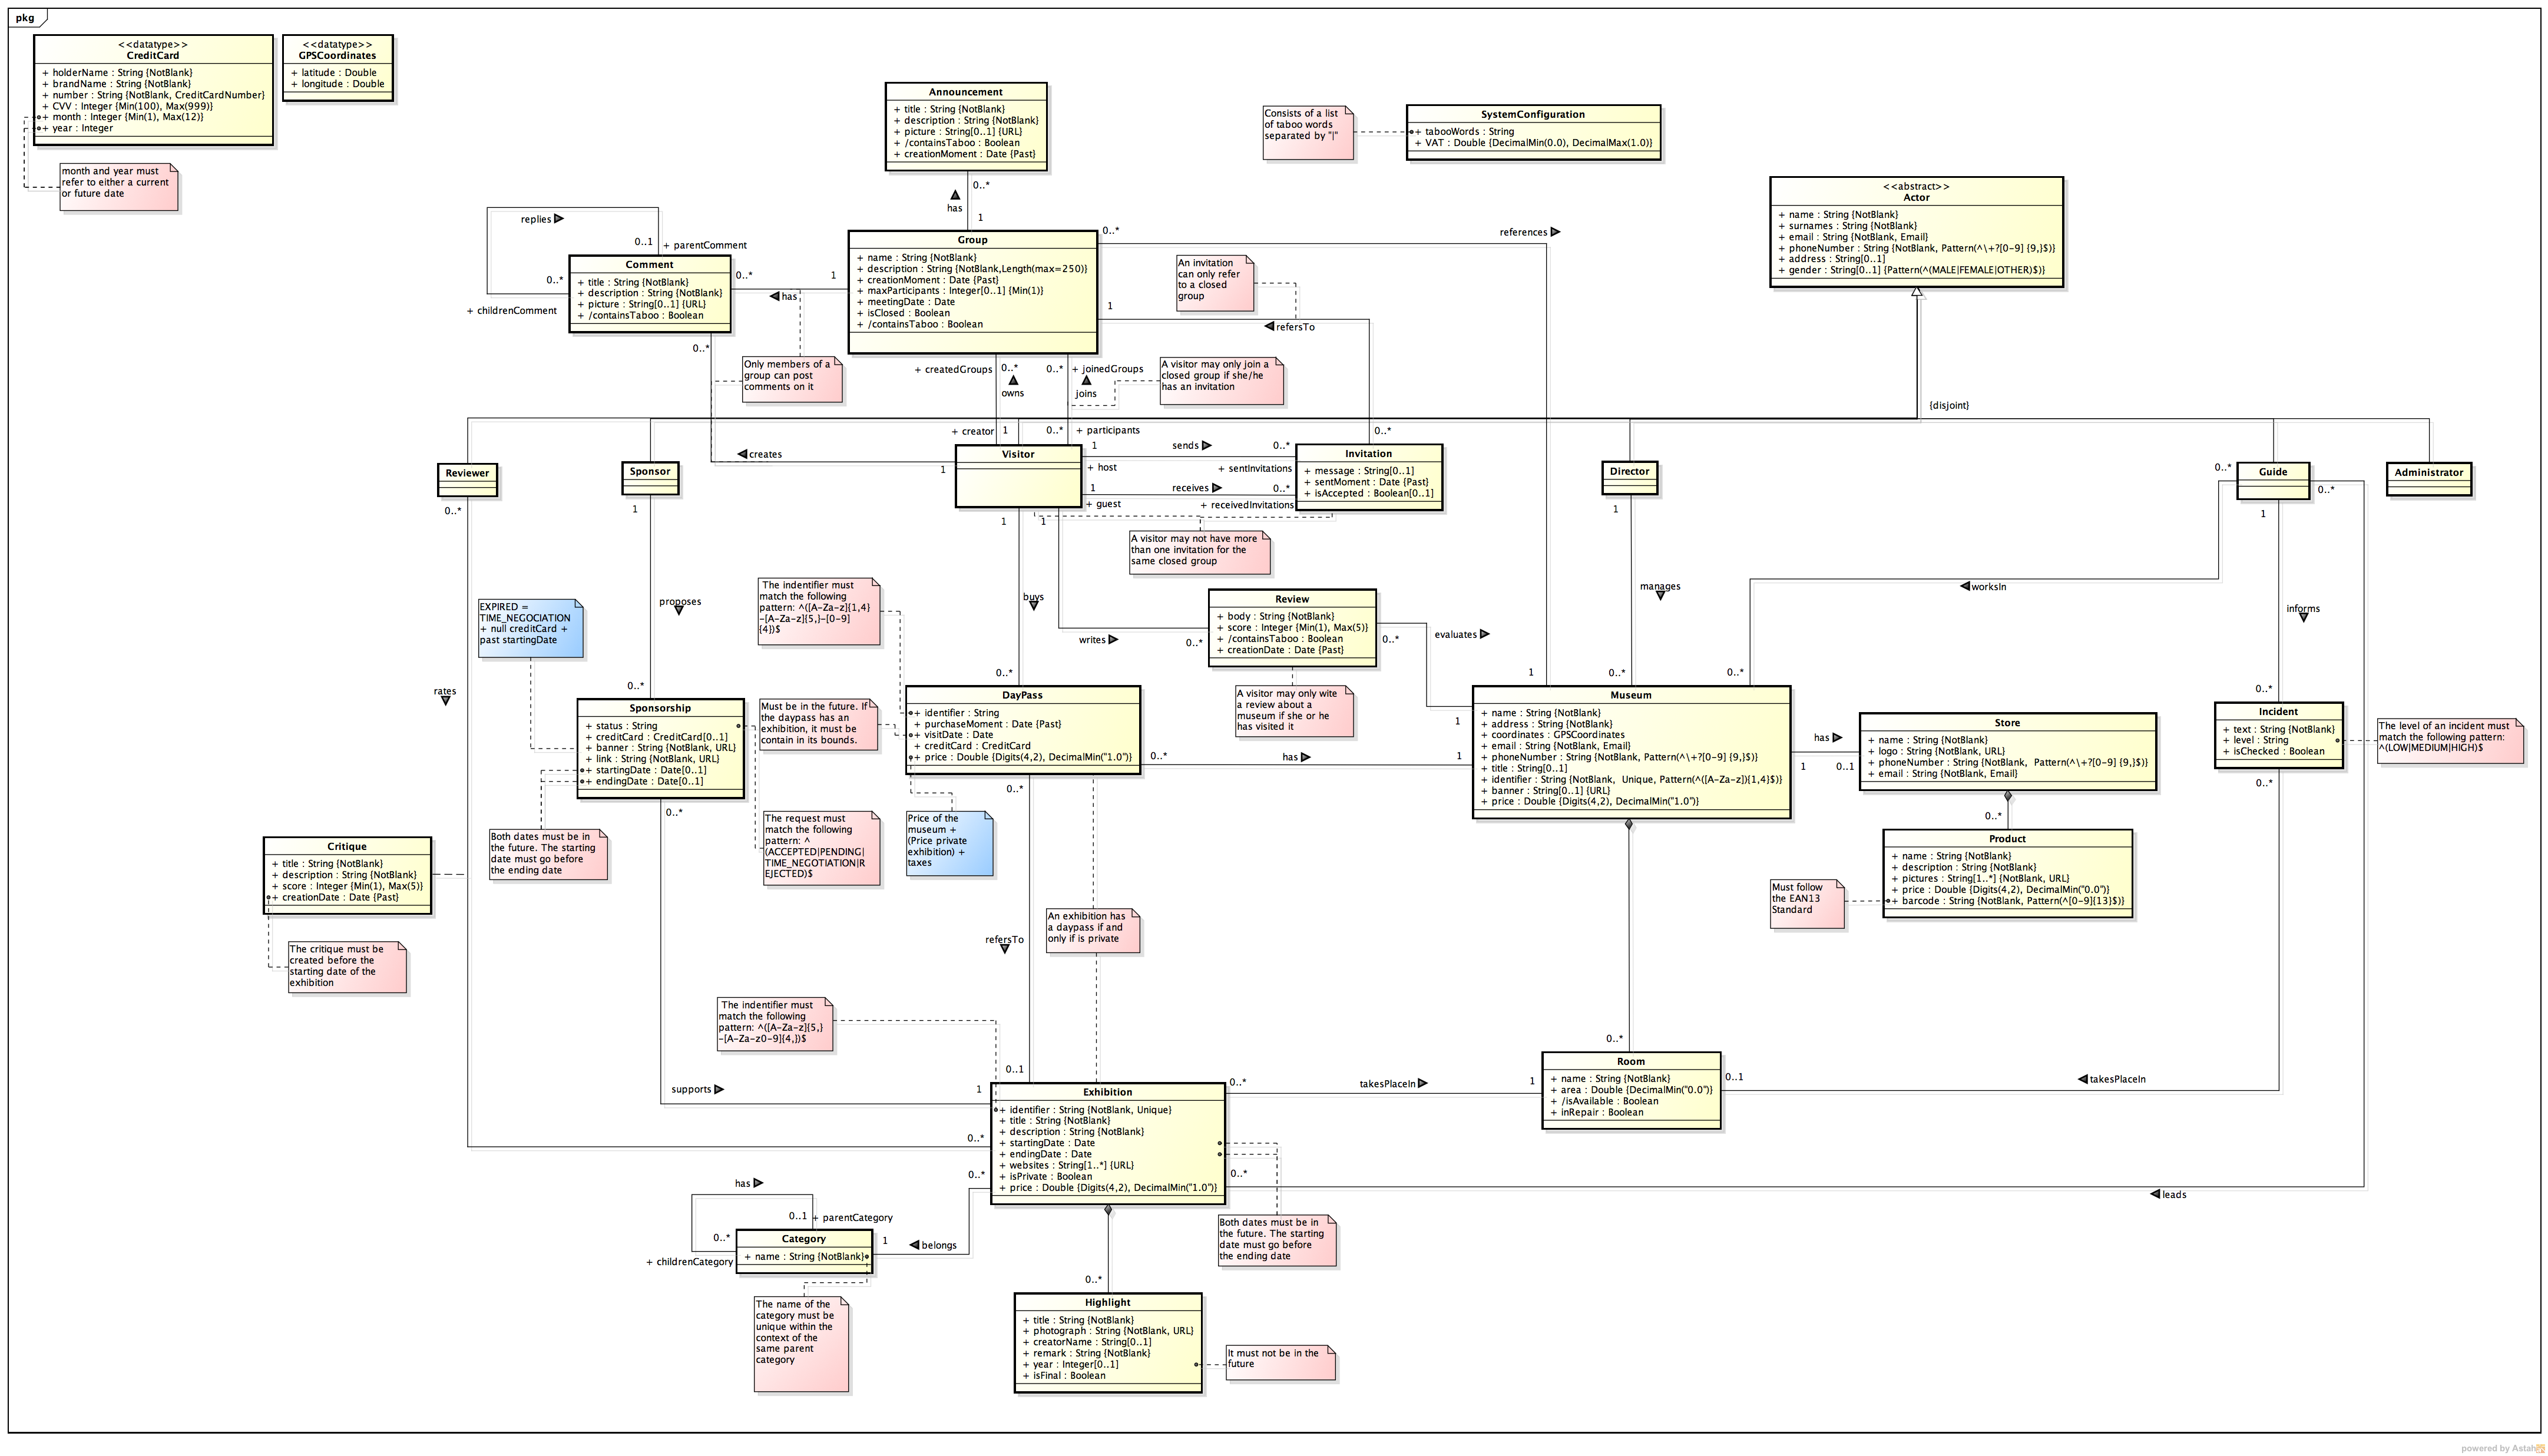 pkg
<<datatype>>
CreditCard
+ holderName : String {NotBlank}
+ brandName : String {NotBlank}
+ number : String {NotBlank, CreditCardNumber}
+ CVV : Integer {Min(100), Max(999)}
+ month : Integer {Min(1), Max(12)}
+ year : Integer
<<datatype>>
GPSCoordinates
+ latitude : Double
+ longitude : Double
month and year must
refer to either a current
or future date
Announcement
+ title : String {NotBlank}
+ description : String {NotBlank}
+ picture : String[0..1] {URL}
+ /containsTaboo : Boolean
+ creationMoment : Date {Past}
Consists of a list
of taboo words
separated by "|"
SystemConfiguration
+ tabooWords : String
+ VAT : Double {DecimalMin(0.0), DecimalMax(1.0)}
<<abstract>>
Actor
+ name : String {NotBlank}
+ surnames : String {NotBlank}
+ email : String {NotBlank, Email}
+ phoneNumber : String {NotBlank, Pattern(^\+?[0-9] {9,}$)}
+ address : String[0..1]
+ gender : String[0..1] {Pattern(^(MALE|FEMALE|OTHER)$)}
0..*
has
1
replies
0..1
+ parentComment
0..*
+ childrenComment
Comment
+ title : String {NotBlank}
+ description : String {NotBlank}
+ picture : String[0..1] {URL}
+ /containsTaboo : Boolean
0..*
1
has
0..*
Group
+ name : String {NotBlank}
+ description : String {NotBlank,Length(max=250)}
+ creationMoment : Date {Past}
+ maxParticipants : Integer[0..1] {Min(1)}
+ meetingDate : Date
+ isClosed : Boolean
+ /containsTaboo : Boolean
0..*
references
An invitation
can only refer
to a closed
group
1
refersTo
Only members of a
group can post
comments on it
+ createdGroups
0..*
owns
0..*
+ joinedGroups
joins
A visitor may only join a
closed group if she/he
has an invitation
{disjoint}
+ creator
1
0..*
+ participants
creates
1
Visitor
1
sends
0..*
+ host
+ sentInvitations
1
receives
0..*
+ guest
+ receivedInvitations
0..*
Invitation
+ message : String[0..1]
+ sentMoment : Date {Past}
+ isAccepted : Boolean[0..1]
Reviewer
0..*
Sponsor
1
Director
1
Guide
0..*
0..*
1
Administrator
1
1
A visitor may not have more
than one invitation for the
same closed group
The indentifier must
match the following
pattern: ^([A-Za-z]{1,4}
-[A-Za-z]{5,}-[0-9]
{4})$
EXPIRED =
TIME_NEGOCIATION
+ null creditCard +
past startingDate
proposes
buys
manages
worksIn
informs
Review
+ body : String {NotBlank}
+ score : Integer {Min(1), Max(5)}
+ /containsTaboo : Boolean
+ creationDate : Date {Past}
writes
0..*
0..*
evaluates
1
A visitor may only wite
a review about a
museum if she or he
has visited it
rates
0..*
Sponsorship
+ status : String
+ creditCard : CreditCard[0..1]
+ banner : String {NotBlank, URL}
+ link : String {NotBlank, URL}
+ startingDate : Date[0..1]
+ endingDate : Date[0..1]
Must be in the future. If
the daypass has an
exhibition, it must be
contain in its bounds.
0..*
DayPass
+ identifier : String
+ purchaseMoment : Date {Past}
+ visitDate : Date
+ creditCard : CreditCard
+ price : Double {Digits(4,2), DecimalMin("1.0")}
0..*
has
1
1
0..*
0..*
Museum
+ name : String {NotBlank}
+ address : String {NotBlank}
+ coordinates : GPSCoordinates
+ email : String {NotBlank, Email}
+ phoneNumber : String {NotBlank, Pattern(^\+?[0-9] {9,}$)}
+ title : String[0..1]
+ identifier : String {NotBlank, Unique, Pattern(^([A-Za-z]){1,4}$)}
+ banner : String[0..1] {URL}
+ price : Double {Digits(4,2), DecimalMin("1.0")}
has
1
0..1
Store
+ name : String {NotBlank}
+ logo : String {NotBlank, URL}
+ phoneNumber : String {NotBlank, Pattern(^\+?[0-9] {9,}$)}
+ email : String {NotBlank, Email}
0..*
Incident
+ text : String {NotBlank}
+ level : String
+ isChecked : Boolean
0..*
The level of an incident must
match the following pattern:
^(LOW|MEDIUM|HIGH)$
0..*
Product
+ name : String {NotBlank}
+ description : String {NotBlank}
+ pictures : String[1..*] {NotBlank, URL}
+ price : Double {Digits(4,2), DecimalMin("0.0")}
+ barcode : String {NotBlank, Pattern(^[0-9]{13}$)}
Must follow
the EAN13
Standard
0..*
Both dates must be in
the future. The starting
date must go before
the ending date
The request must
match the following
pattern: ^
(ACCEPTED|PENDING|
TIME_NEGOTIATION|R
EJECTED)$
Price of the
museum +
(Price private
exhibition) +
taxes
0..*
Critique
+ title : String {NotBlank}
+ description : String {NotBlank}
+ score : Integer {Min(1), Max(5)}
+ creationDate : Date {Past}
The critique must be
created before the
starting date of the
exhibition
refersTo
An exhibition has
a daypass if and
only if is private
The indentifier must
match the following
pattern: ^([A-Za-z]{5,}
-[A-Za-z0-9]{4,})$
supports
1
0..1
0..*
takesPlaceIn
1
0..*
Room
+ name : String {NotBlank}
+ area : Double {DecimalMin("0.0")}
+ /isAvailable : Boolean
+ inRepair : Boolean
0..1
takesPlaceIn
Exhibition
+ identifier : String {NotBlank, Unique}
+ title : String {NotBlank}
+ description : String {NotBlank}
+ startingDate : Date
+ endingDate : Date
+ websites : String[1..*] {URL}
+ isPrivate : Boolean
+ price : Double {Digits(4,2), DecimalMin("1.0")}
0..*
0..*
0..*
leads
has
0..1
+ parentCategory
0..*
+ childrenCategory
Category
+ name : String {NotBlank}
1
belongs
Both dates must be in
the future. The starting
date must go before
the ending date
The name of the
category must be
unique within the
context of the
same parent
category
0..*
Highlight
+ title : String {NotBlank}
+ photograph : String {NotBlank, URL}
+ creatorName : String[0..1]
+ remark : String {NotBlank}
+ year : Integer[0..1]
+ isFinal : Boolean
It must not be in the
future
powered by Astah